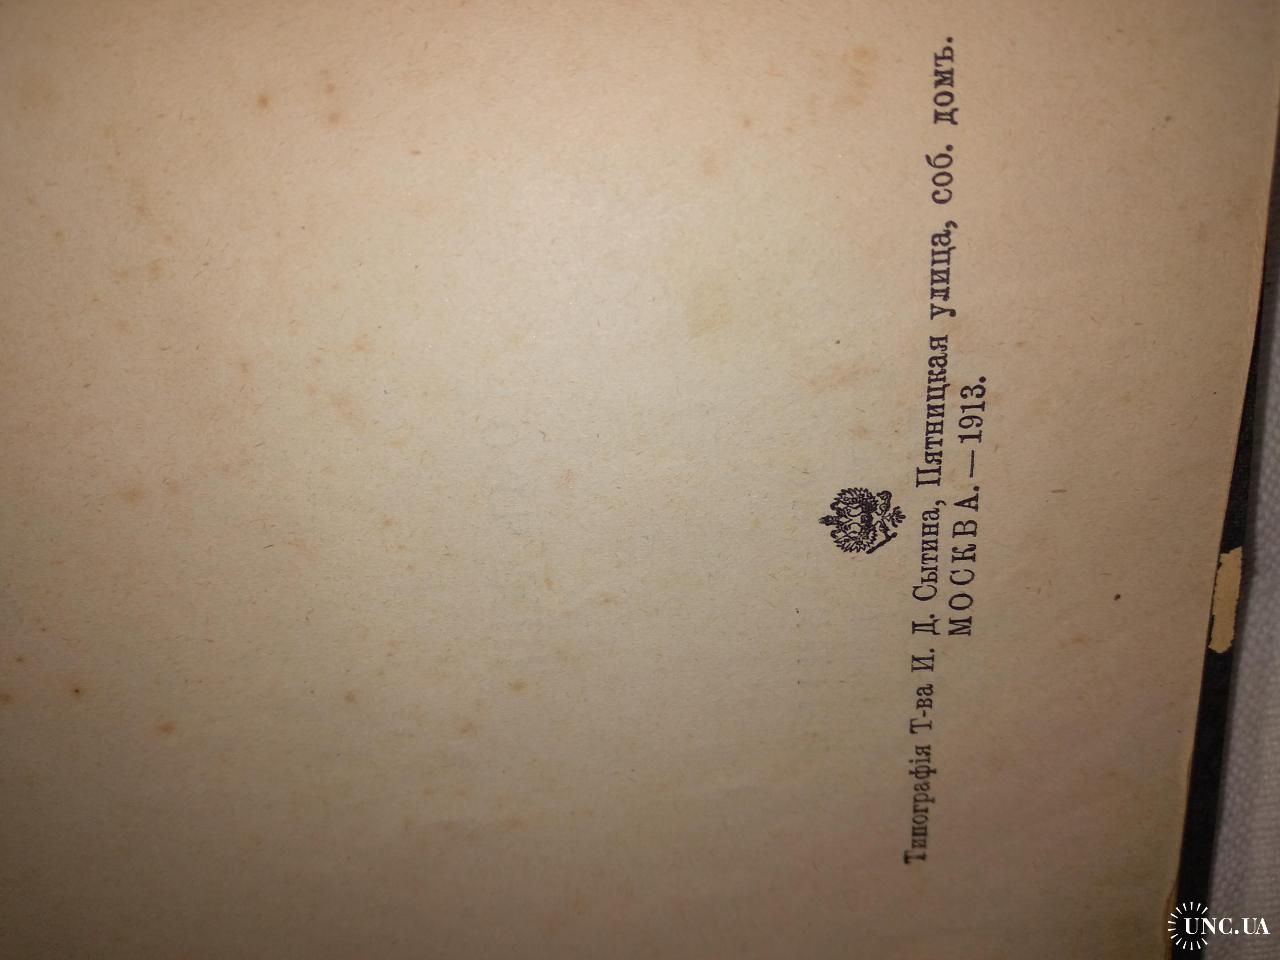 Типографія Т-ва И. Д. Сытина, Пятницкая улица, соб. домъ.
МОСКВА.—1913.
UNC.UA